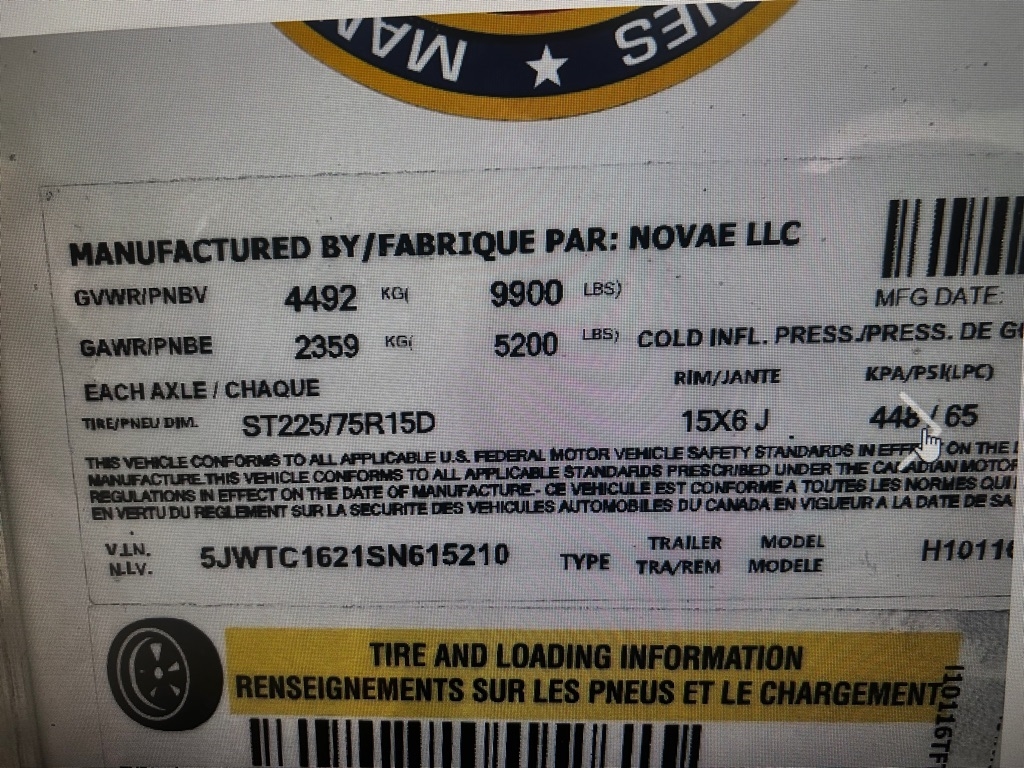 MANUFACTURED BY/FABRIQUE PAR: NOVAE LLC
GVWR/PNBV 4492 KG( 9900 LBS) MFG DATE:
GAWR/PNBE 2359 KG( 5200 LBS) COLD INFL. PRESS./PRESS. DE
EACH AXLE / CHAQUE RIM/JANTE KPA/PSI(LPC)
TIRE/PNEU DIM. ST225/75R15D 15X6 J 448 / 65
THIS VEHICLE CONFORMS TO ALL APPLICABLE U.S. FEDERAL MOTOR VEHICLE SAFETY STANDARDS IN EFFECT ON THE
MANUFACTURE. THIS VEHICLE CONFORMS TO ALL APPLICABLE STANDARDS PRESCRIBED UNDER THE CANADIAN MOTOR
REGULATIONS IN EFFECT ON THE DATE OF MANUFACTURE.- CE VEHICULE EST CONFORME A TOUTES LES NORMES QUI
EN VERTU DU REGLEMENT SUR LA SECURITE DES VEHICULES AUTOMOBILES DU CANADA EN VIGUEUR A LA DATE DE SA
V.I.N. 5JWTC1621SN615210 TYPE TRAILER MODEL H1011
N.I.V. TRA/REM MODELE
TIRE AND LOADING INFORMATION
RENSEIGNEMENTS SUR LES PNEUS ET LE CHARGEMENT